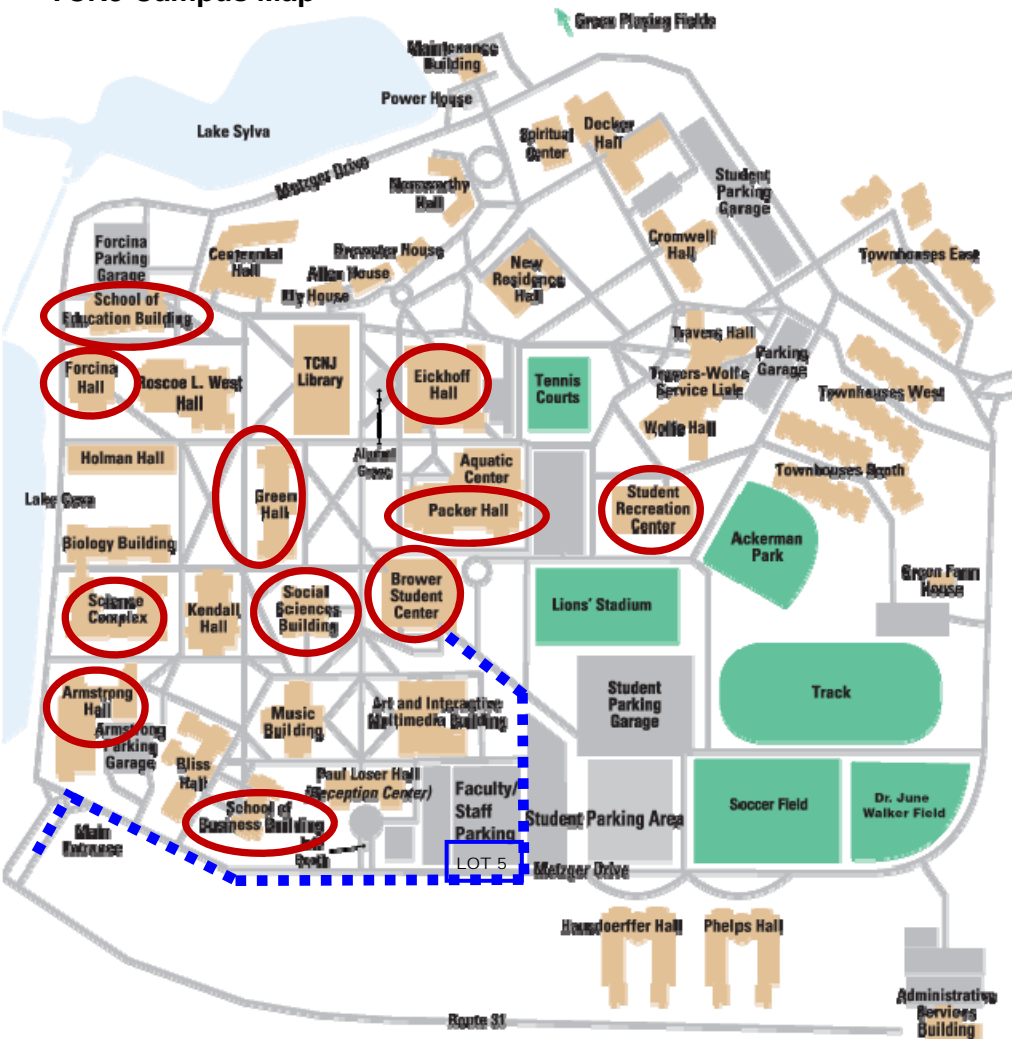 TCNJ Campus Map
Green Playing Fields
Maintenance
Building
Power House
Lake Sylva
Spiritual
Center
Decker
Hall
Metzger Drive
Norsworthy
Hall
Student
Parking
Garage
Forcina
Parking
Garage
Centennial
Hall
Brewster House
Allen House
Ely House
New
Residence
Hall
Cromwell
Hall
Townhouses East
School of
Education Building
Forcina
Hall
Roscoe L. West
Hall
TCNJ
Library
Eickhoff
Hall
Tennis
Courts
Travers Hall
Travers-Wolfe
Service Link
Wolfe Hall
Parking
Garage
Townhouses West
Holman Hall
Alumni
Grove
Aquatic
Center
Townhouses South
Lake Ceva
Green
Hall
Packer Hall
Student
Recreation
Center
Ackerman
Park
Biology Building
Green Farm
House
Science
Complex
Kendall
Hall
Social
Sciences
Building
Brower
Student
Center
Lions' Stadium
Armstrong
Hall
Armstrong
Parking
Garage
Music
Building
Art and Interactive
Multimedia Building
Student
Parking
Garage
Track
Bliss
Hall
Paul Loser Hall
(Reception Center)
Faculty/
Staff
Parking
Student Parking Area
Soccer Field
Dr. June
Walker Field
School of
Business Building
Main
Entrance
Booth
LOT 5
Metzger Drive
Hausdoerffer Hall
Phelps Hall
Administrative
Services
Building
Route 31